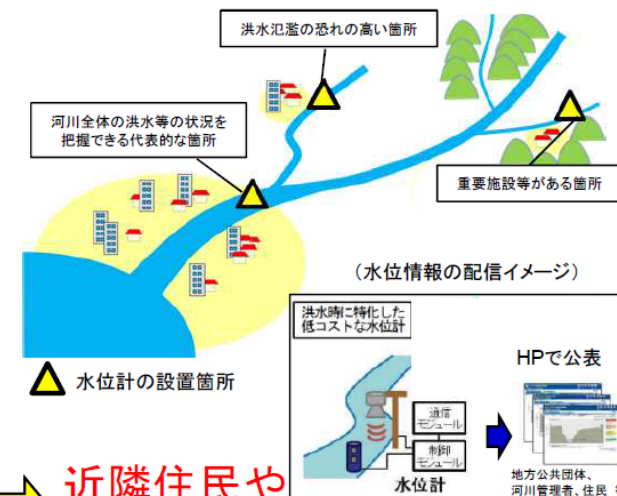 洪水氾濫の恐れの高い箇所
河川全体の洪水等の状況を
把握できる代表的な箇所
重要施設等がある箇所
(水位情報の配信イメージ)
洪水時に特化した
低コストな水位計
HPで公表
通信
モジュール
制御
モジュール
水位計
水位計の設置箇所
地方公共団体、
河川管理者、住民
近隣住民や